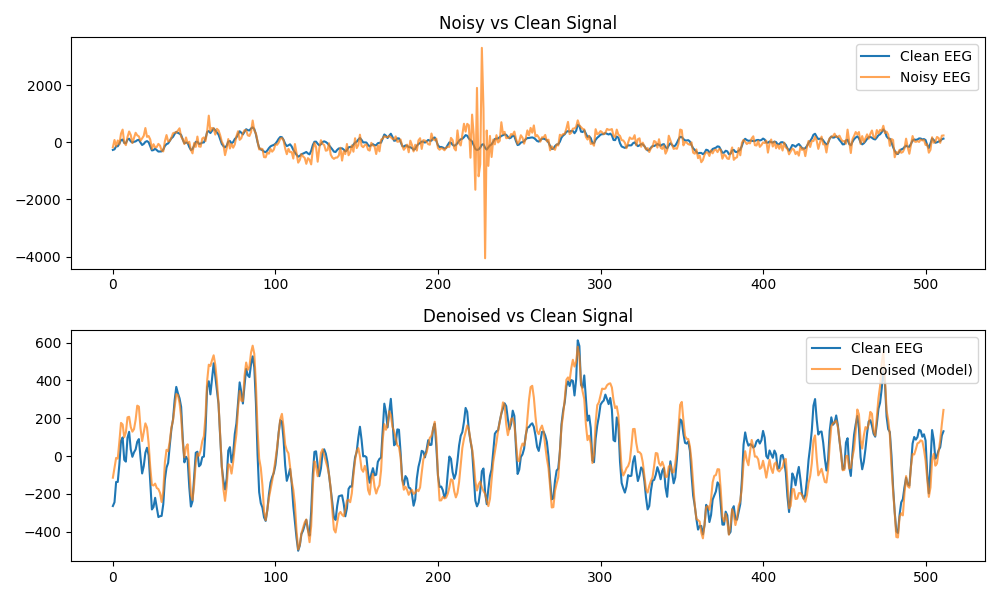 Noisy vs Clean Signal
Clean EEG
Noisy EEG
2000
0
−2000
−4000
0 100 200 300 400 500
Denoised vs Clean Signal
Clean EEG
Denoised (Model)
600
400
200
0
−200
−400
0 100 200 300 400 500